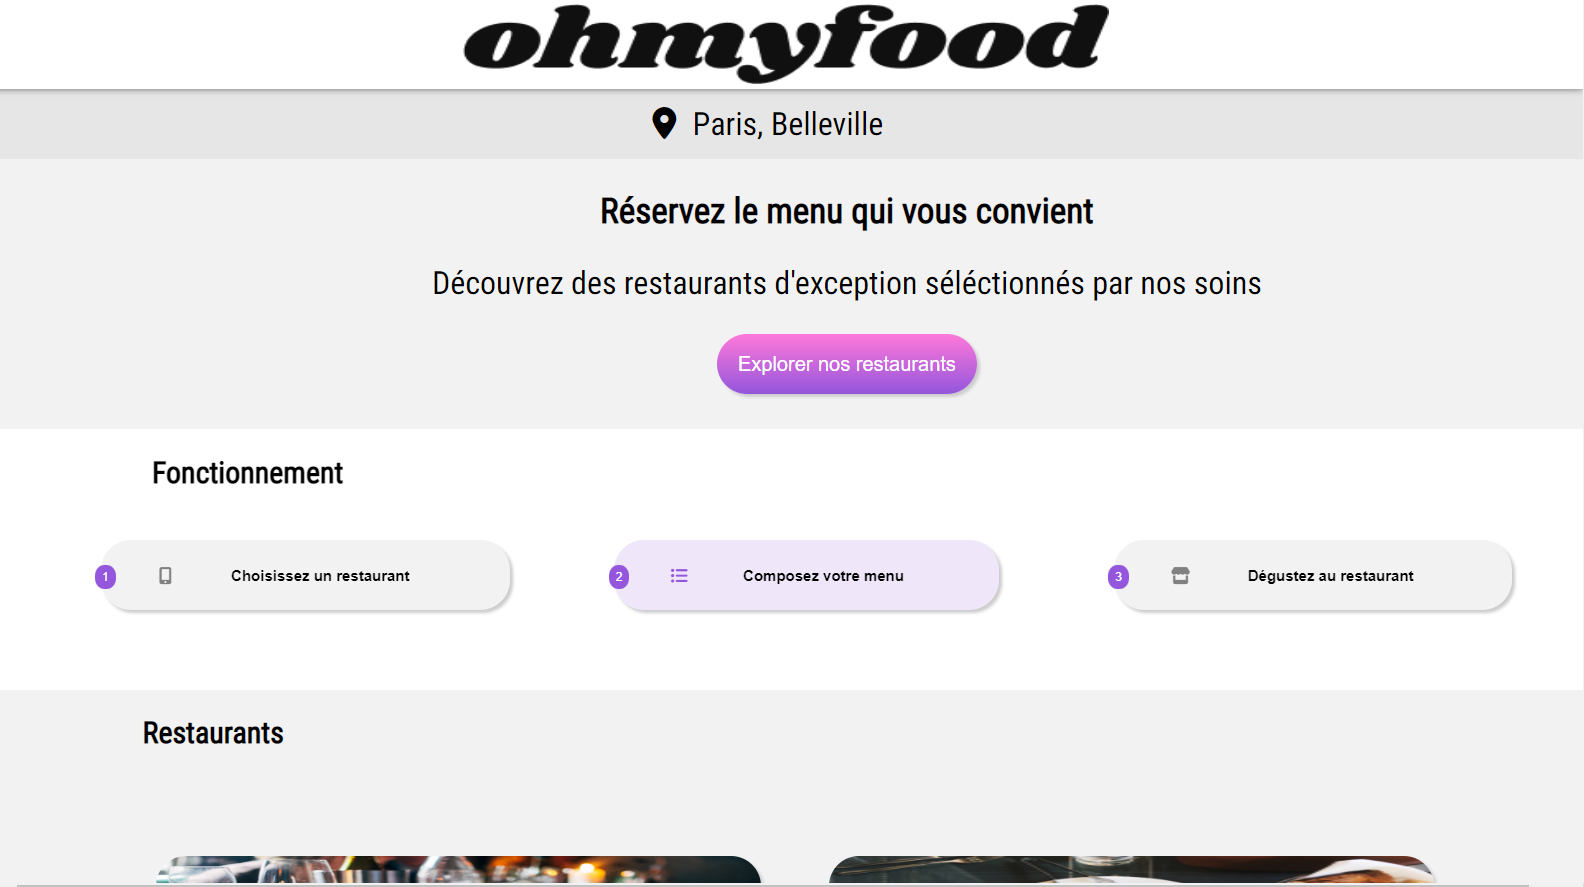 ohmyfood
Paris, Belleville
Réservez le menu qui vous convient
Découvrez des restaurants d'exception séléctionnés par nos soins
Explorer nos restaurants
Fonctionnement
1 Choisissez un restaurant
2 Composez votre menu
3 Dégustez au restaurant
Restaurants